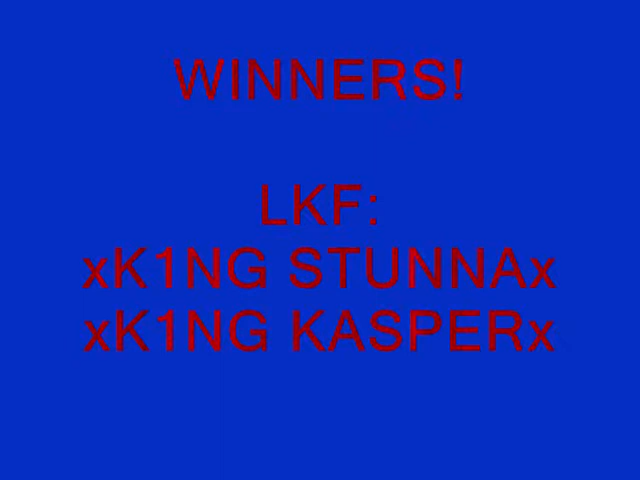 WINNERS!
LKF:
xK1NG STUNNAx
xK1NG KASPERx